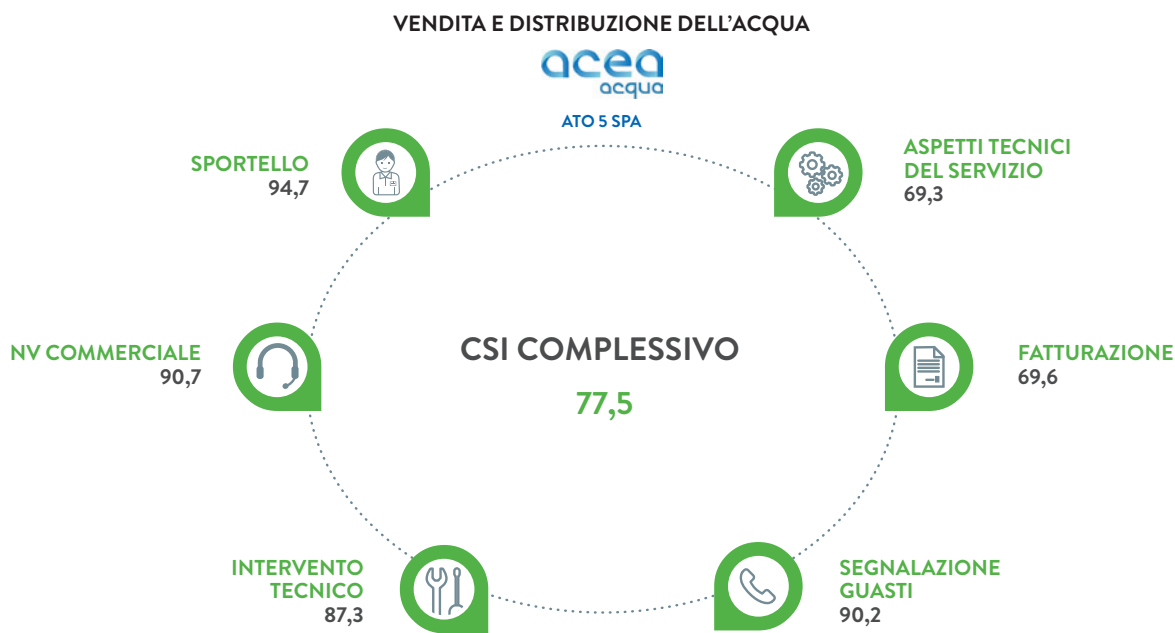 VENDITA E DISTRIBUZIONE DELL'ACQUA
acea
acqua
ATO 5 SPA
SPORTELLO
94,7
ASPETTI TECNICI
DEL SERVIZIO
69,3
NV COMMERCIALE
90,7
CSI COMPLESSIVO
77,5
FATTURAZIONE
69,6
INTERVENTO
TECNICO
87,3
SEGNALAZIONE
GUASTI
90,2